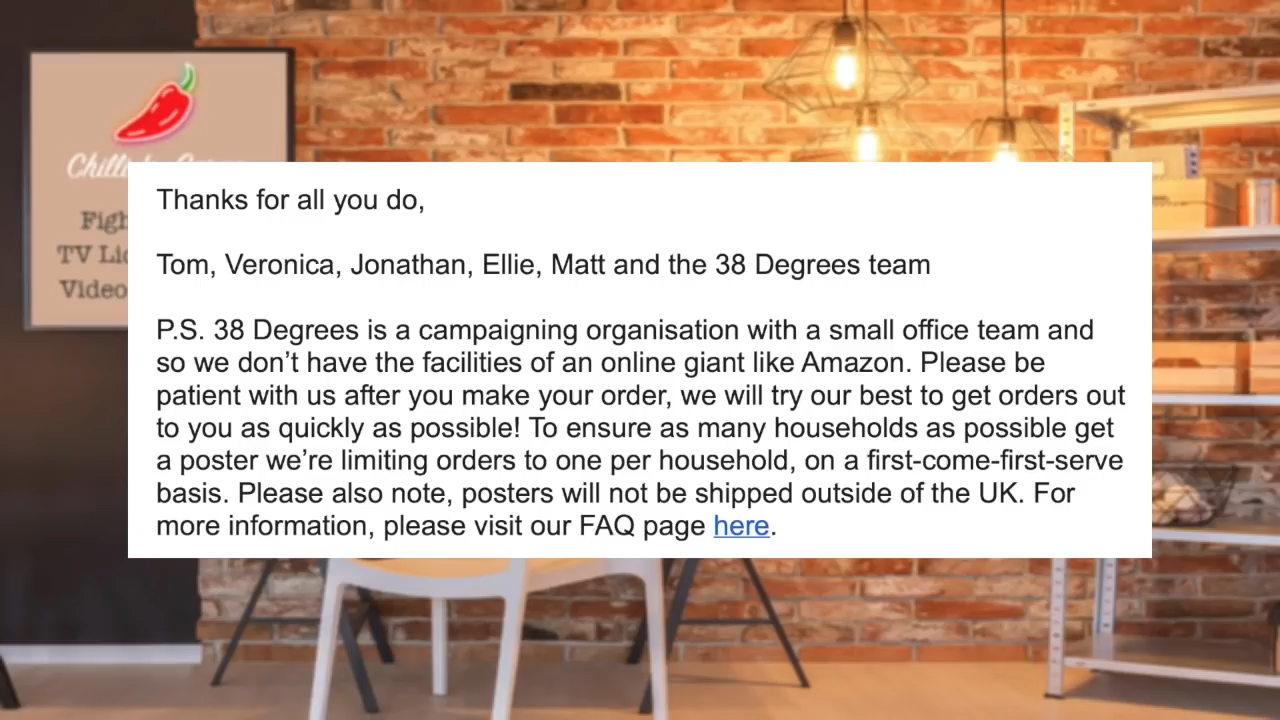 Figh
TV Lic
Video
Thanks for all you do,
Tom, Veronica, Jonathan, Ellie, Matt and the 38 Degrees team
P.S. 38 Degrees is a campaigning organisation with a small office team and
so we don’t have the facilities of an online giant like Amazon. Please be
patient with us after you make your order, we will try our best to get orders out
to you as quickly as possible! To ensure as many households as possible get
a poster we’re limiting orders to one per household, on a first-come-first-serve
basis. Please also note, posters will not be shipped outside of the UK. For
more information, please visit our FAQ page here.